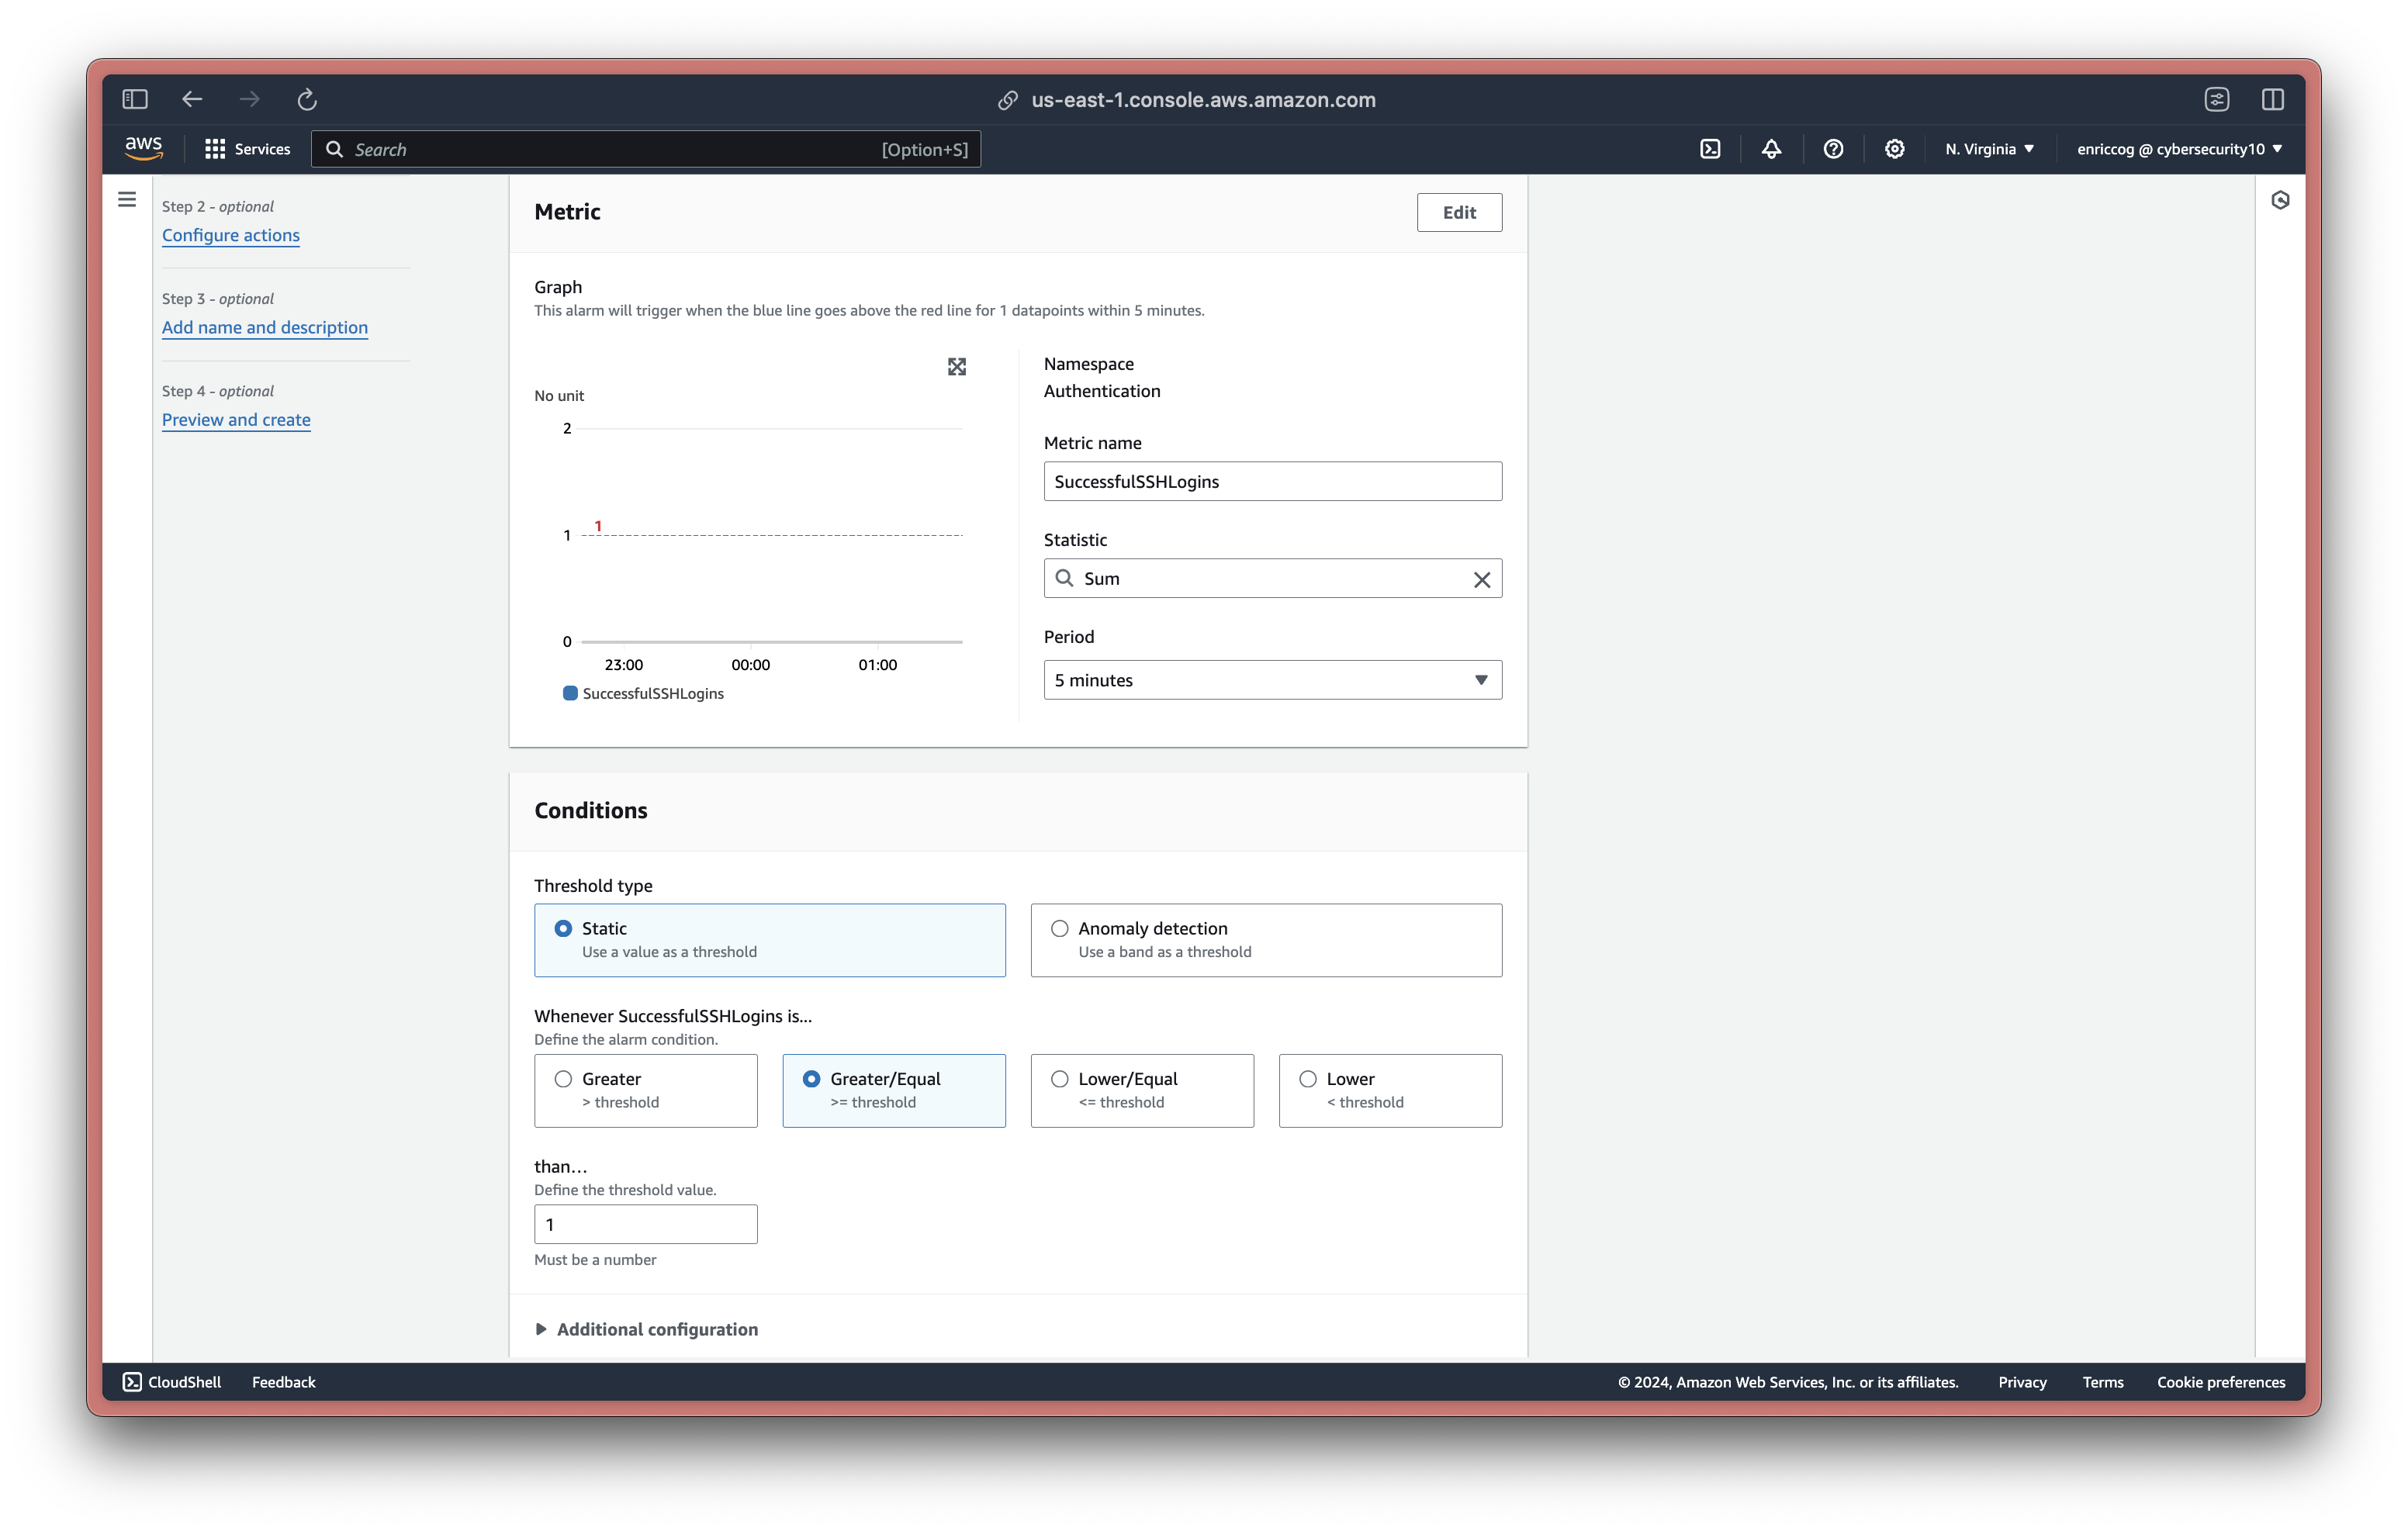 us-east-1.console.aws.amazon.com
aws
Services
Search
[Option+S]
N. Virginia
enriccog @ cybersecurity10
Step 2 - optional
Configure actions
Step 3 - optional
Add name and description
Step 4 - optional
Preview and create
Metric
Edit
Graph
This alarm will trigger when the blue line goes above the red line for 1 datapoints within 5 minutes.
No unit
2
1
1
0
23:00
00:00
01:00
SuccessfulSSHLogins
Namespace
Authentication
Metric name
SuccessfulSSHLogins
Statistic
Sum
Period
5 minutes
Conditions
Threshold type
Static
Use a value as a threshold
Anomaly detection
Use a band as a threshold
Whenever SuccessfulSSHLogins is...
Define the alarm condition.
Greater
> threshold
Greater/Equal
>= threshold
Lower/Equal
<= threshold
Lower
< threshold
than...
Define the threshold value.
1
Must be a number
Additional configuration
CloudShell
Feedback
© 2024, Amazon Web Services, Inc. or its affiliates.
Privacy
Terms
Cookie preferences